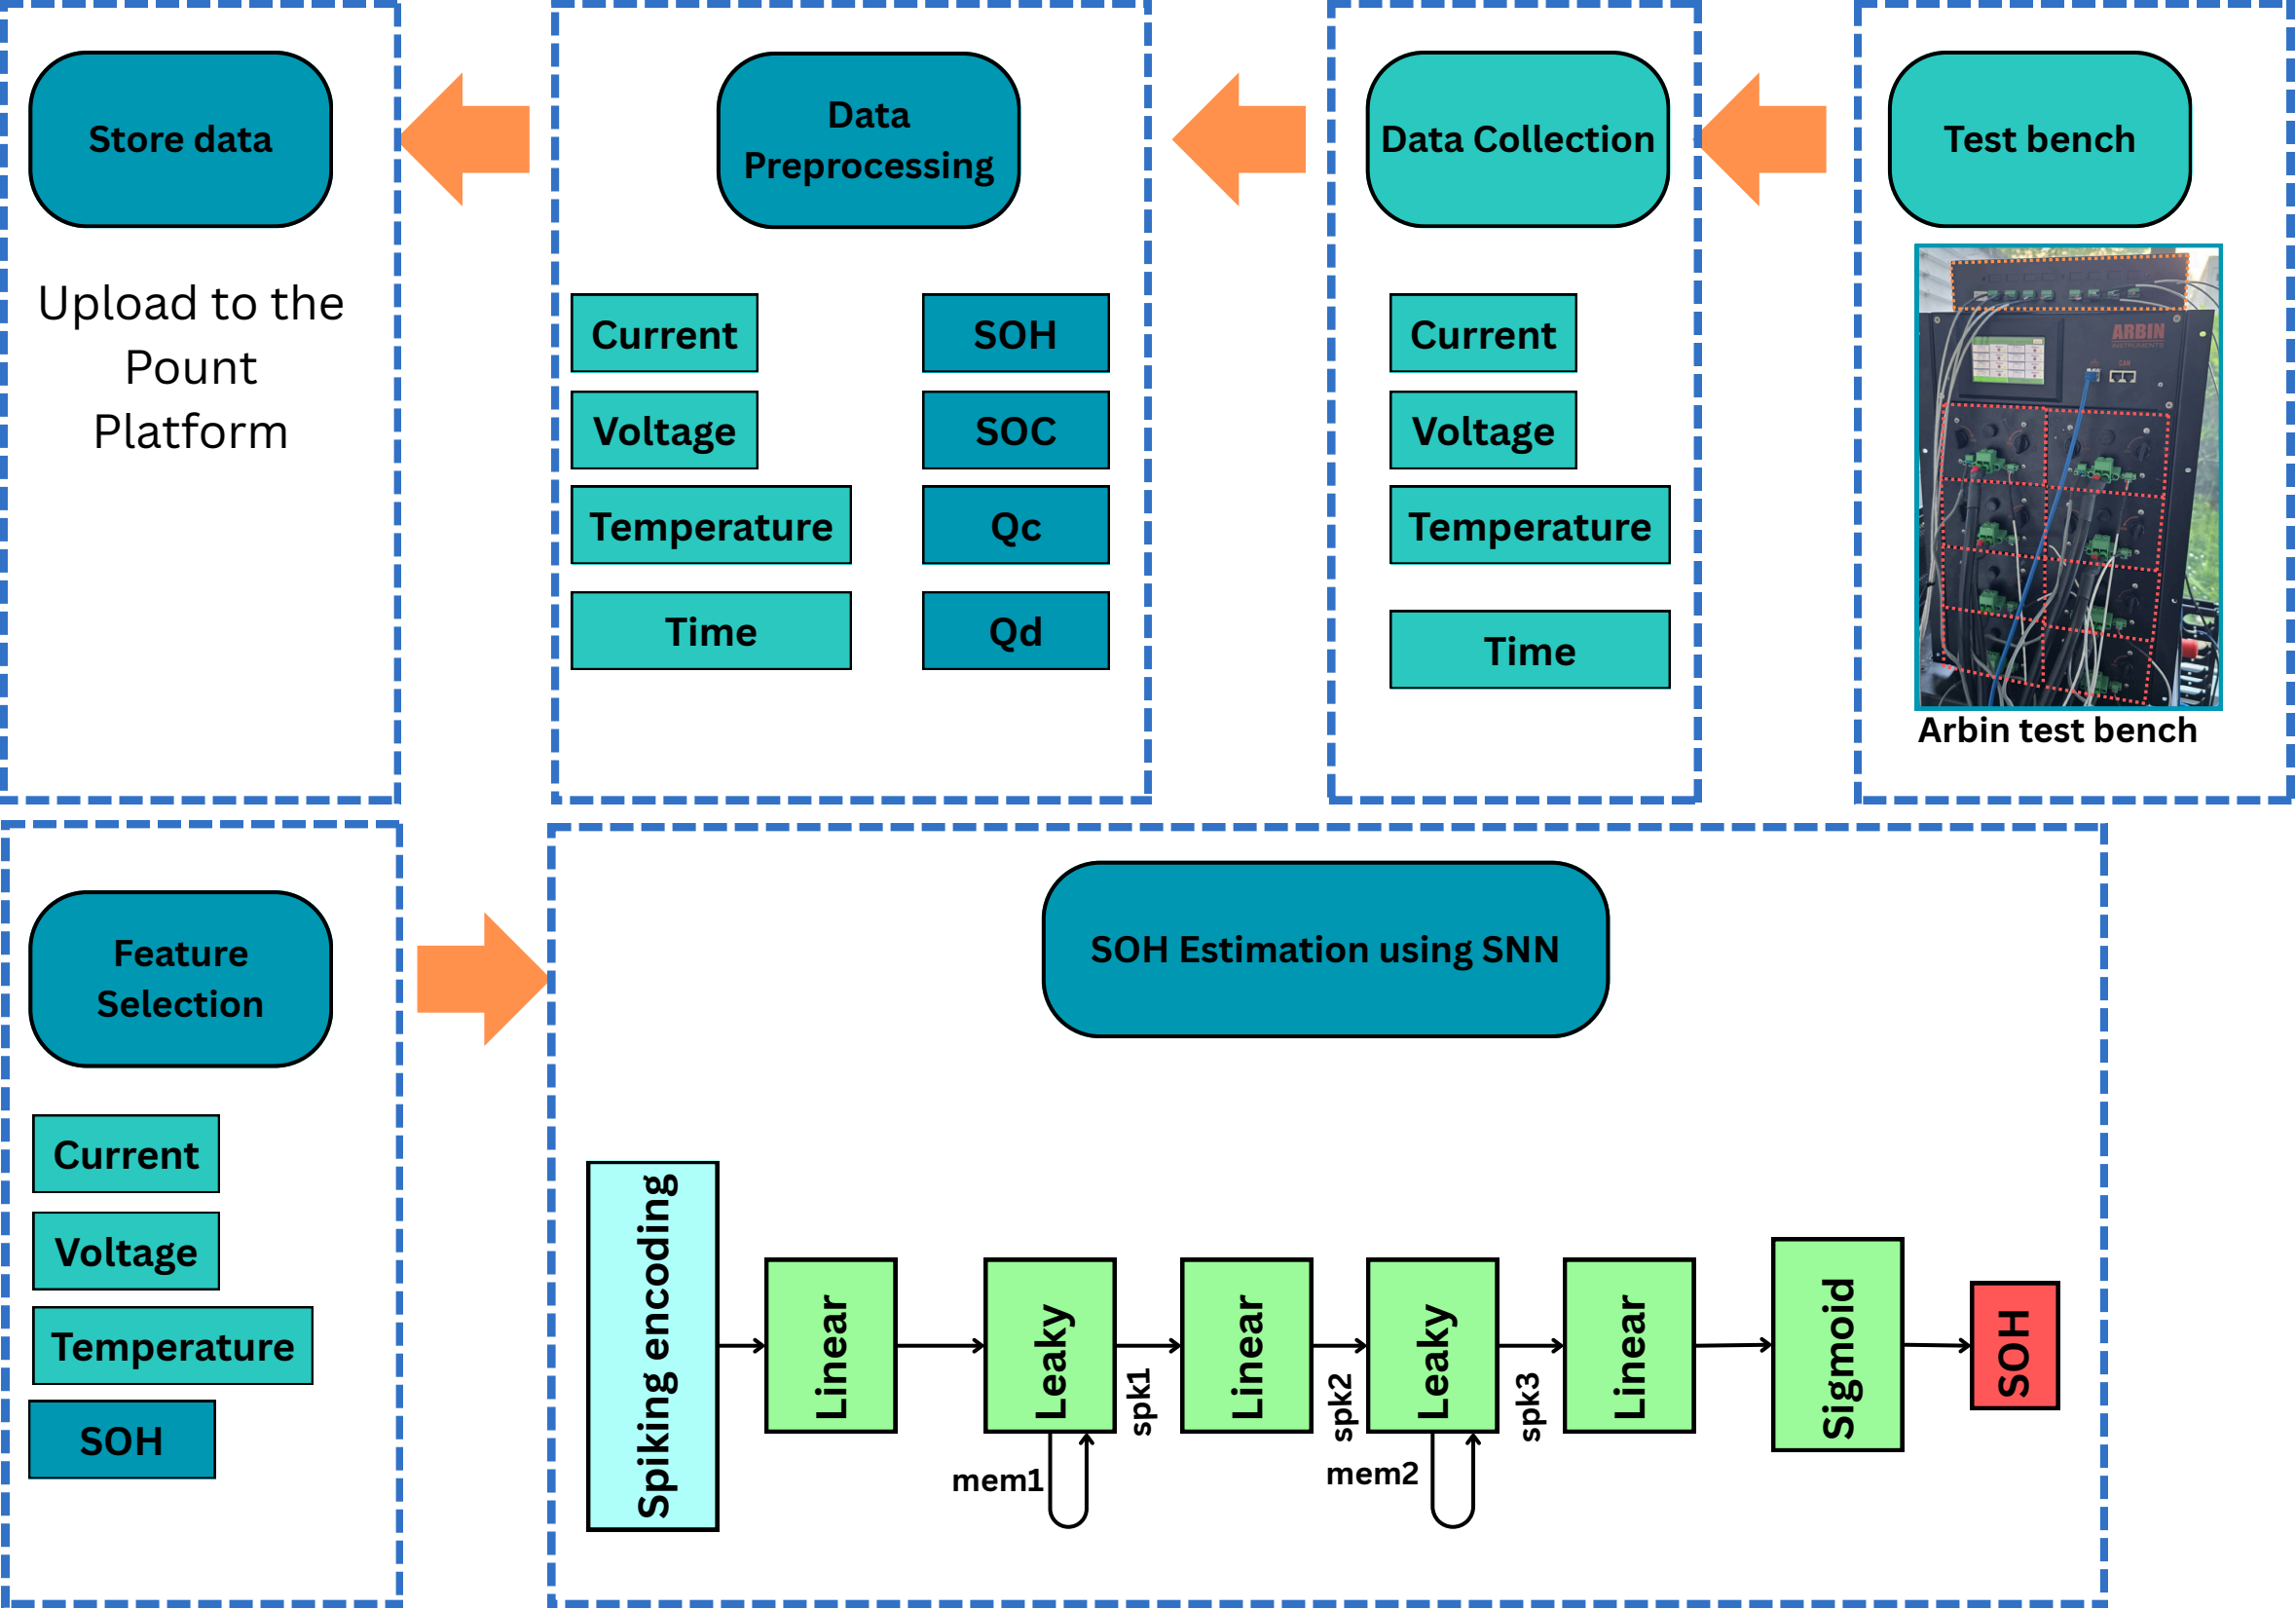 Store data
Upload to the
Pount
Platform
Data
Preprocessing
Current
Voltage
Temperature
Time
SOH
SOC
Qc
Qd
Data Collection
Current
Voltage
Temperature
Time
Test bench
ARBIN
INSTRUMENTS
CAN
Arbin test bench
Feature
Selection
Current
Voltage
Temperature
SOH
SOH Estimation using SNN
Spiking encoding
Linear
Leaky
mem1
spk1
Linear
spk2
Leaky
mem2
spk3
Linear
Sigmoid
SOH